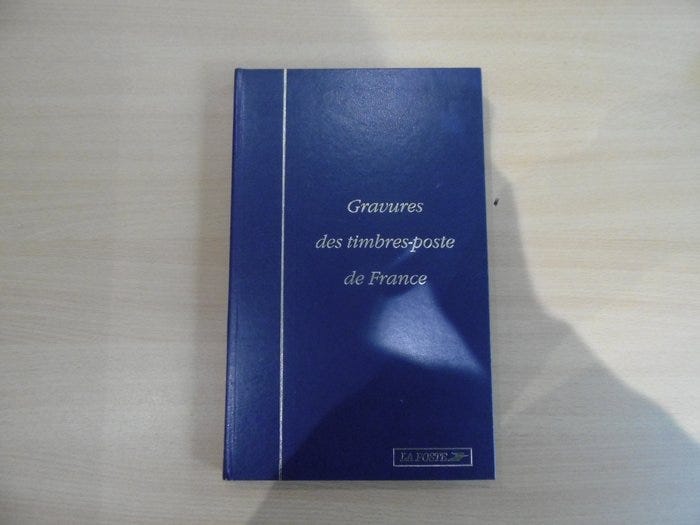 Gravures
des timbres-poste
de France
LA POSTE